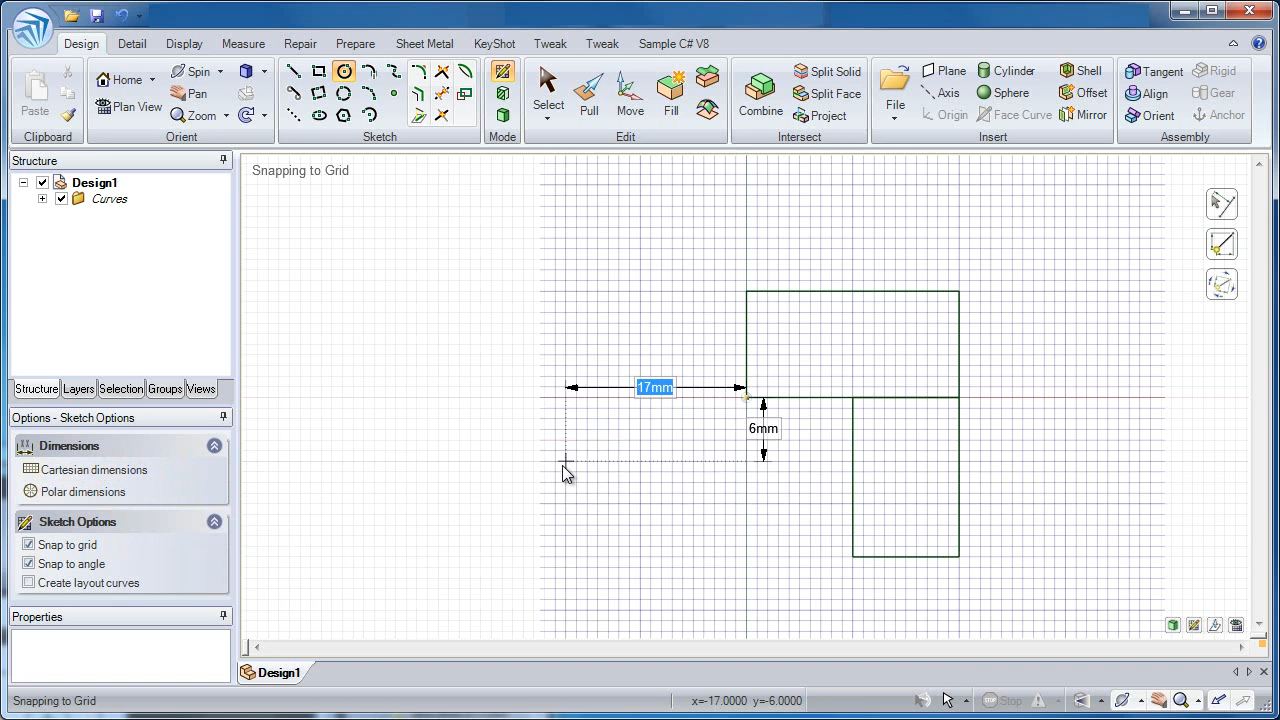 Design Detail Display Measure Repair Prepare Sheet Metal KeyShot Tweak Tweak Sample C# V8
Paste
Home Spin
Plan View Pan
Zoom
Select Pull Move Fill
Combine Split Solid
Split Face
Project
File Plane Cylinder Shell
Axis Sphere Offset
Origin Face Curve Mirror
Tangent Rigid
Align Gear
Orient Anchor
Clipboard Orient Sketch Mode Edit Intersect Insert Assembly
Structure
Design1
Curves
Structure Layers Selection Groups Views
Options - Sketch Options
Dimensions
Cartesian dimensions
Polar dimensions
Sketch Options
Snap to grid
Snap to angle
Create layout curves
Properties
Snapping to Grid
17mm
6mm
Design1
Snapping to Grid x=-17.0000 y=-6.0000 Stop